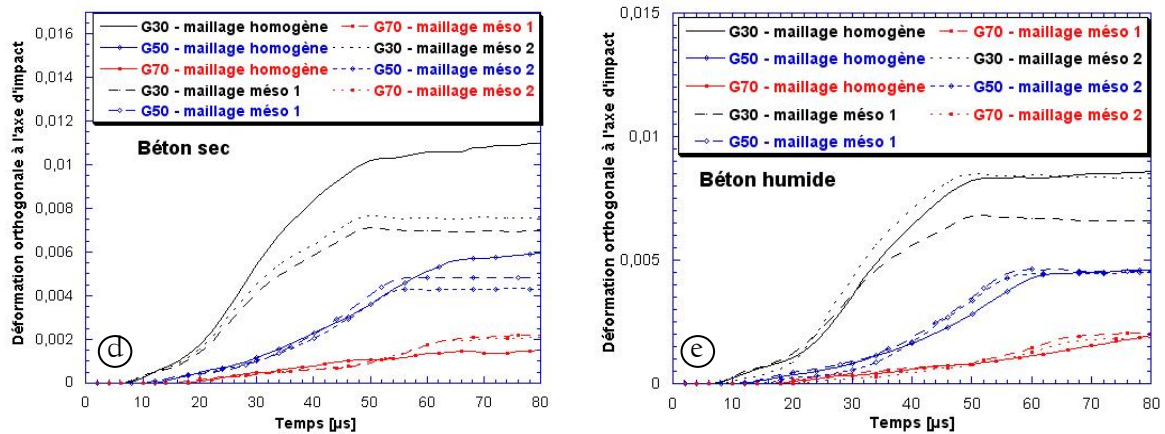 G30 - maillage homogène
G50 - maillage homogène
G70 - maillage homogène
G30 - maillage méso 1
G50 - maillage méso 1
G70 - maillage méso 1
G30 - maillage méso 2
G50 - maillage méso 2
G70 - maillage méso 2
Béton sec
Déformation orthogonale à l'axe d'impact
0,016
0,014
0,012
0,01
0,008
0,006
0,004
0,002
0
d
0 10 20 30 40 50 60 70 80
Temps [µs]
G30 - maillage homogène
G50 - maillage homogène
G70 - maillage homogène
G30 - maillage méso 1
G50 - maillage méso 1
G70 - maillage méso 1
G30 - maillage méso 2
G50 - maillage méso 2
G70 - maillage méso 2
Béton humide
Déformation orthogonale à l'axe d'impact
0,015
0,01
0,005
0
e
0 10 20 30 40 50 60 70 80
Temps [µs]